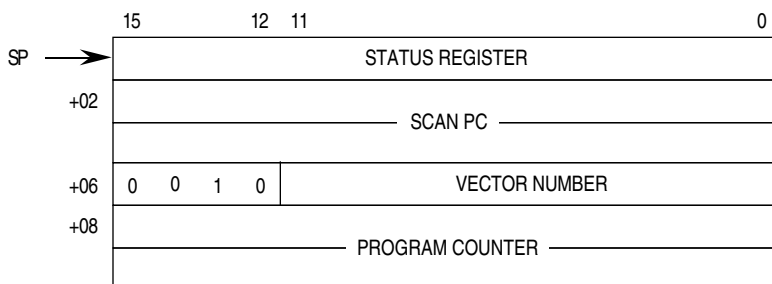 15 12 11 0
SP STATUS REGISTER
+02
SCAN PC
+06 0 0 1 0 VECTOR NUMBER
+08
PROGRAM COUNTER